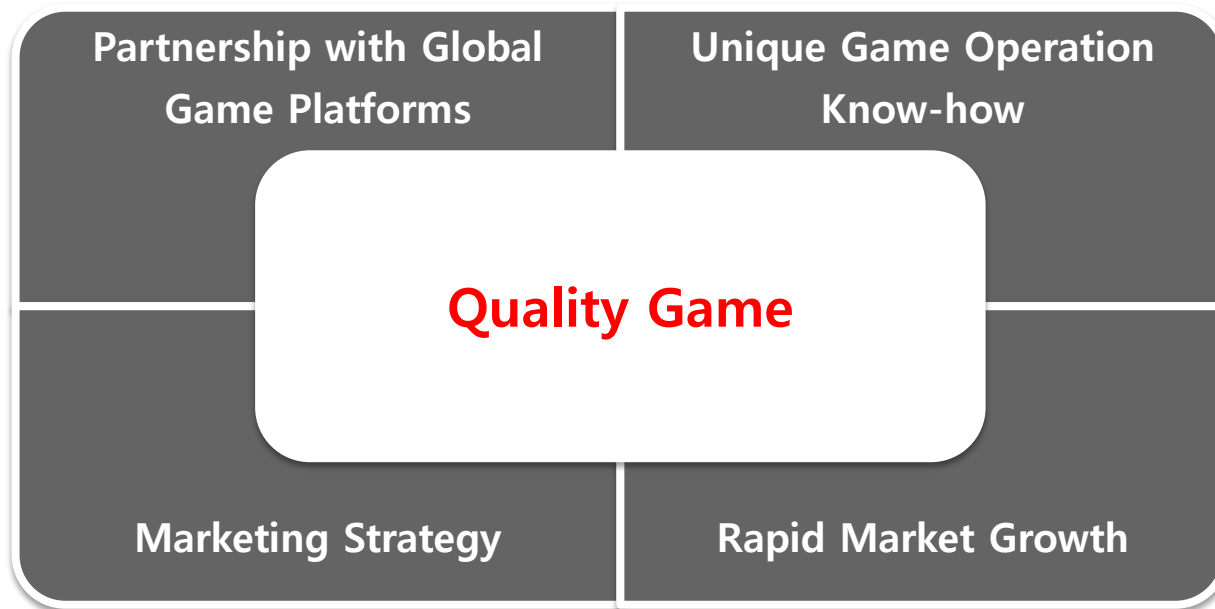 Partnership with Global
Game Platforms
Unique Game Operation
Know-how
Quality Game
Marketing Strategy
Rapid Market Growth